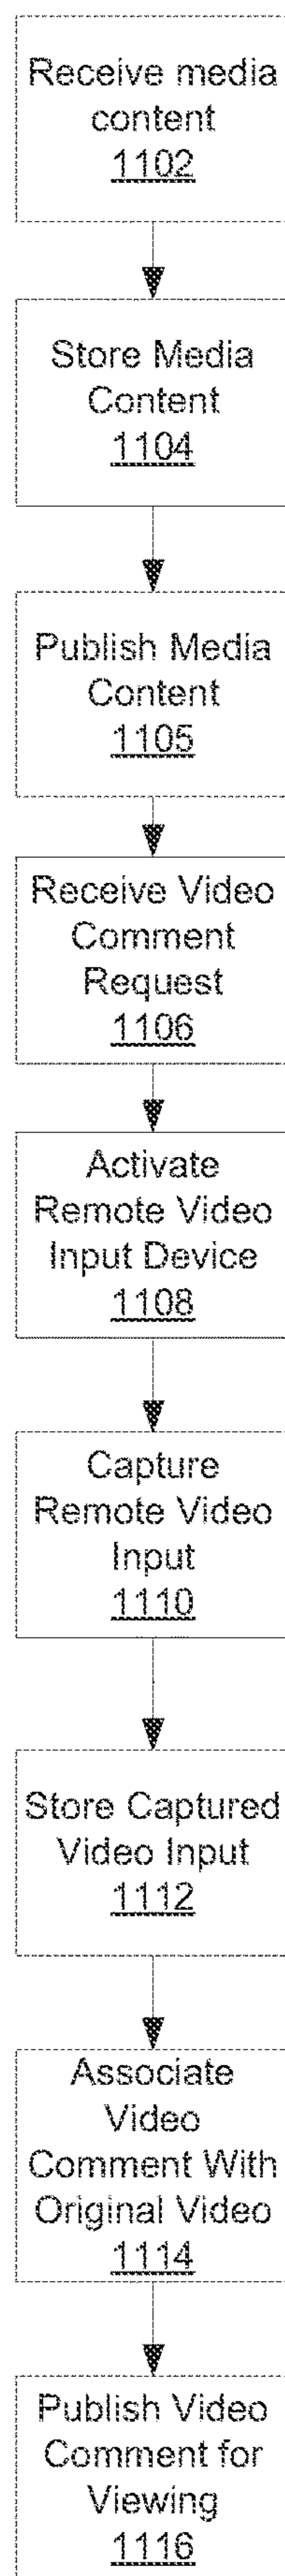 Receive media
content
1102
Store Media
Content
1104
Publish Media
Content
1105
Receive Video
Comment
Request
1106
Activate
Remote Video
Input Device
1108
Capture
Remote Video
Input
1110
Store Captured
Video Input
1112
Associate
Video
Comment With
Original Video
1114
Publish Video
Comment for
Viewing
1116